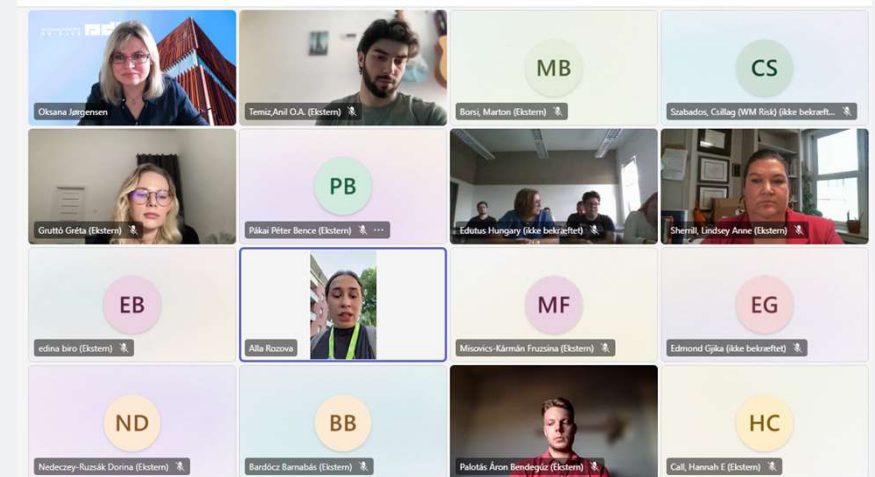 Oksana Jørgensen
Temiz,Anil O.A. (Ekstern)
MB
Borsi, Marton (Ekstern)
CS
Szabados, Csillag (WM Risk) (ikke bekræft...
Gruttó Gréta (Ekstern)
PB
Pákai Péter Bence (Ekstern)
Edutus Hungary (ikke bekræftet)
Sherrill, Lindsey Anne (Ekstern)
EB
edina biro (Ekstern)
Alla Rozova
MF
Misovics-Kármán Fruzsina (Ekstern)
EG
Edmond Gjika (ikke bekræftet)
ND
Nedeczey-Ruzsák Dorina (Ekstern)
BB
Bardócz Barnabás (Ekstern)
Palotás Áron Bendegúz (Ekstern)
HC
Call, Hannah E (Ekstern)